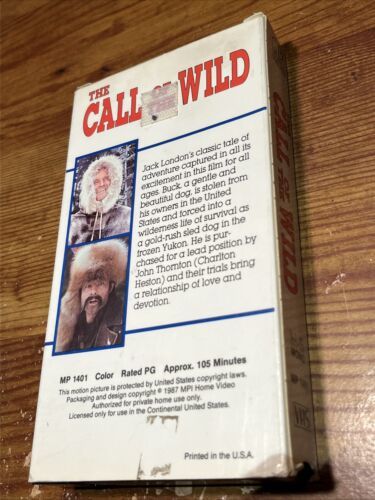 THE
CALL OF WILD
THE
Jack London's classic tale of
adventure captured in all its
excitement in this film for all
ages. Buck, a gentle and
beautiful dog, is stolen from
his owners in the United
States and forced into a
wilderness life of survival as
a gold-rush sled dog in the
frozen Yukon. He is pur-
chased for a lead position by
John Thornton (Charlton
Heston) and their trials bring
a relationship of love and
devotion.
MP 1401 Color Rated PG Approx. 105 Minutes
This motion picture is protected by United States copyright laws.
Packaging and design copyright © 1987 MPI Home Video
Authorized for private home use only.
Licensed only for use in the Continental United States.
Printed in the U.S.A.
THE
CALL OF THE WILD
VHS